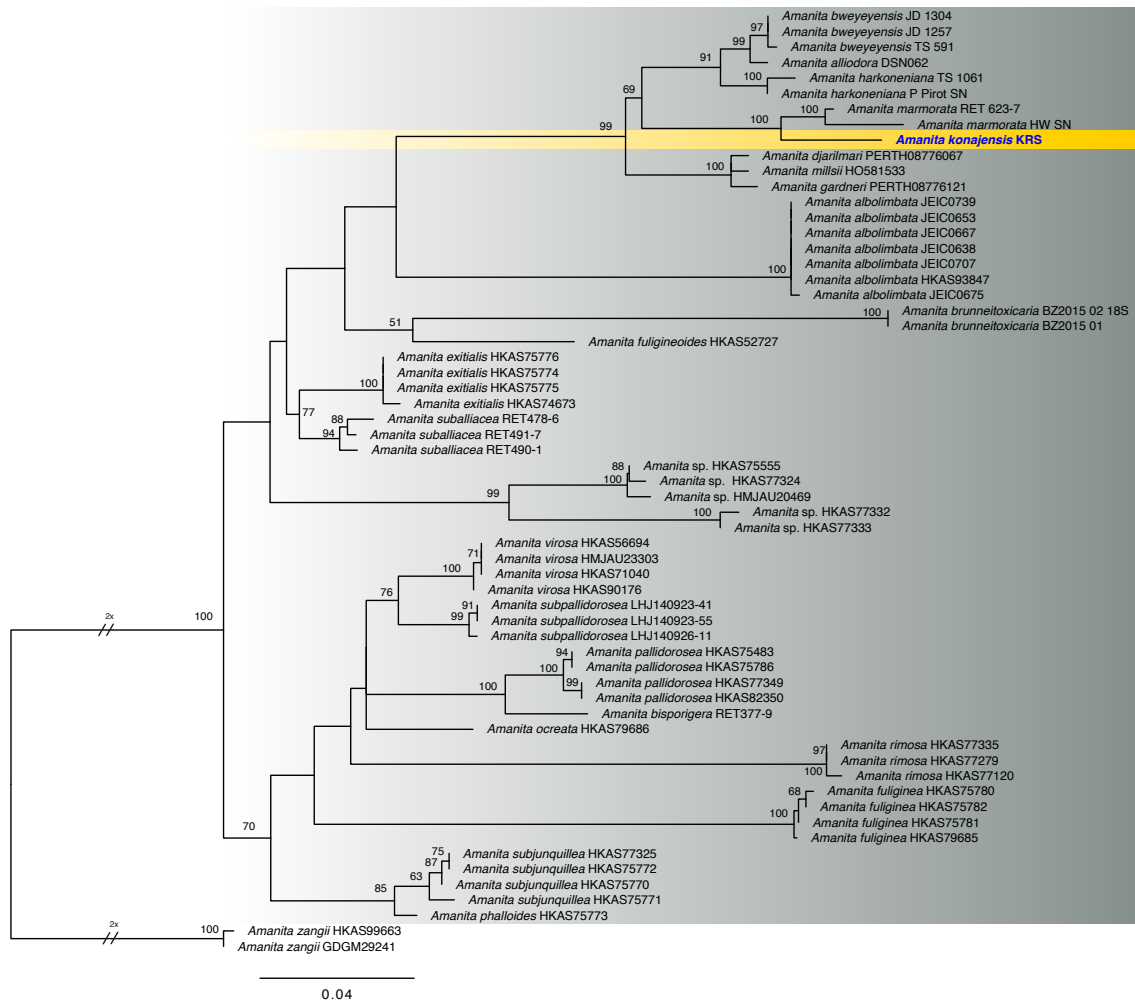 Amanita bweyeyensis JD 1304
97
Amanita bweyeyensis JD 1257
99
Amanita bweyeyensis TS 591
91
Amanita alliodora DSN062
100
Amanita harkoneniana TS 1061
69
Amanita harkoneniana P Pirot SN
100
Amanita marmorata RET 623-7
100
Amanita marmorata HW SN
99
Amanita konajensis KRS
Amanita djarilmari PERTH08776067
100
Amanita millsii HO581533
Amanita gardneri PERTH08776121
Amanita albolimbata JEIC0739
Amanita albolimbata JEIC0653
Amanita albolimbata JEIC0667
Amanita albolimbata JEIC0638
Amanita albolimbata JEIC0707
100
Amanita albolimbata HKAS93847
Amanita albolimbata JEIC0675
100
Amanita brunneitoxicaria BZ2015 02 18S
51
Amanita brunneitoxicaria BZ2015 01
Amanita fuligineoides HKAS52727
Amanita exitialis HKAS75776
Amanita exitialis HKAS75774
100
Amanita exitialis HKAS75775
Amanita exitialis HKAS74673
77
88
Amanita suballiacea RET478-6
94
Amanita suballiacea RET491-7
Amanita suballiacea RET490-1
88
Amanita sp. HKAS75555
100
Amanita sp. HKAS77324
99
Amanita sp. HMJAU20469
100
Amanita sp. HKAS77332
Amanita sp. HKAS77333
Amanita virosa HKAS56694
71
Amanita virosa HMJAU23303
100
Amanita virosa HKAS71040
76
Amanita virosa HKAS90176
91
Amanita subpallidorosea LHJ140923-41
99
Amanita subpallidorosea LHJ140923-55
Amanita subpallidorosea LHJ140926-11
94
Amanita pallidorosea HKAS75483
100
Amanita pallidorosea HKAS75786
99
Amanita pallidorosea HKAS77349
100
Amanita pallidorosea HKAS82350
Amanita bisporigera RET377-9
Amanita ocreata HKAS79686
97
Amanita rimosa HKAS77335
Amanita rimosa HKAS77279
100
Amanita rimosa HKAS77120
68
Amanita fuliginea HKAS75780
Amanita fuliginea HKAS75782
100
Amanita fuliginea HKAS75781
Amanita fuliginea HKAS79685
70
75
Amanita subjunquillea HKAS77325
87
Amanita subjunquillea HKAS75772
63
Amanita subjunquillea HKAS75770
85
Amanita subjunquillea HKAS75771
Amanita phalloides HKAS75773
2x
100
2x
100
Amanita zangii HKAS99663
Amanita zangii GDGM29241
0.04